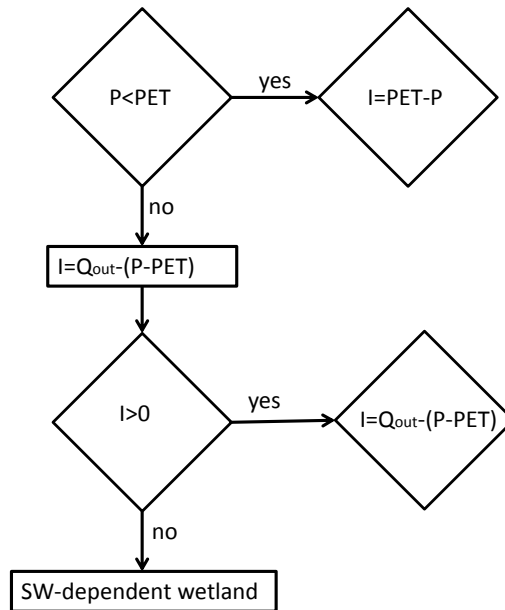 P<PET
yes
I=PET-P
no
I=Qout-(P-PET)
I>0
yes
I=Qout-(P-PET)
no
SW-dependent wetland